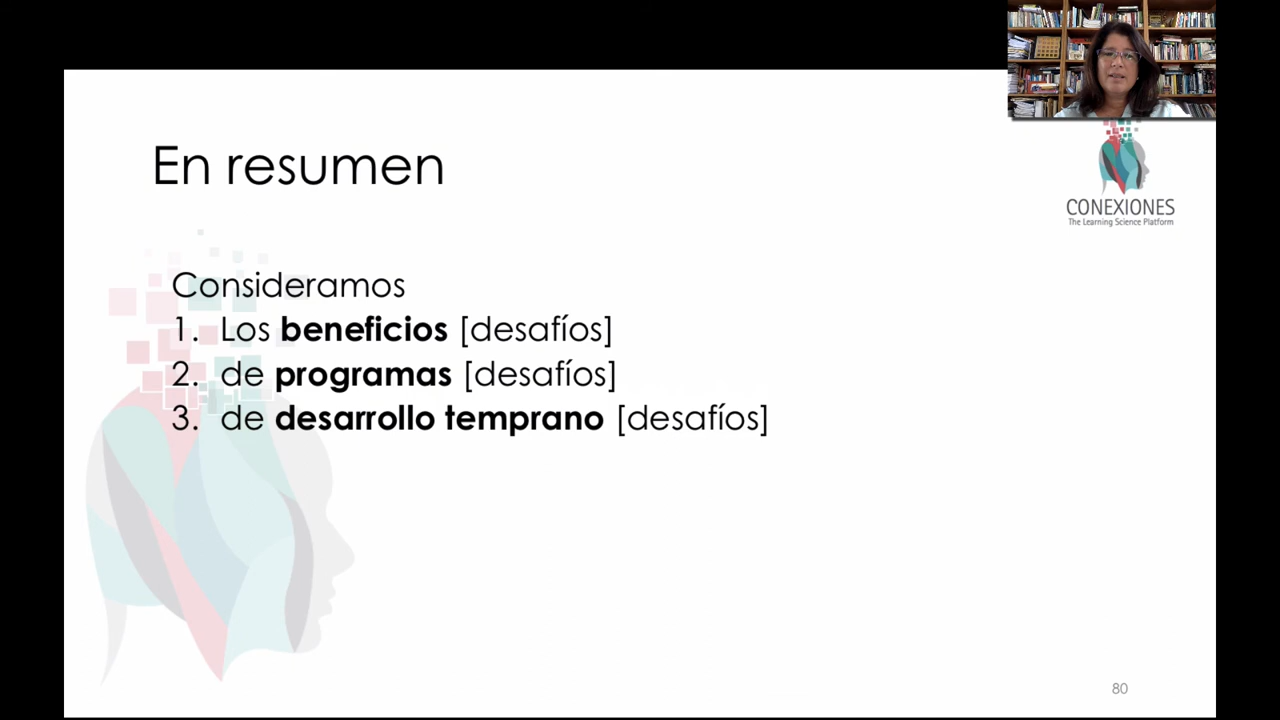 En resumen
CONEXIONES
The Learning Science Platform
Consideramos
1. Los beneficios [desafíos]
2. de programas [desafíos]
3. de desarrollo temprano [desafíos]
80